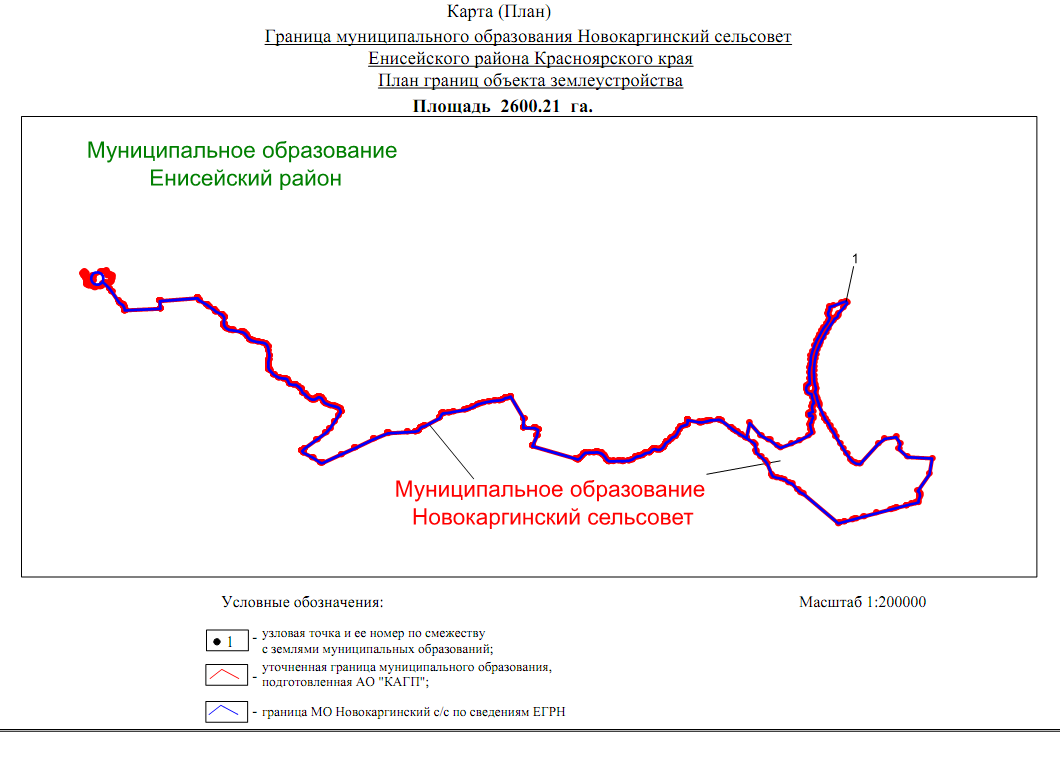 Карта (План)
Граница муниципального образования Новокаргинский сельсовет
Енисейского района Красноярского края
План границ объекта землеустройства
Площадь 2600.21 га.
Муниципальное образование
Енисейский район
1
Муниципальное образование
Новокаргинский сельсовет
Условные обозначения:
Масштаб 1:200000
1 - узловая точка и ее номер по смежеству
с землями муниципальных образований;
- уточненная граница муниципального образования,
подготовленная АО "КАГП";
- граница МО Новокаргинский с/с по сведениям ЕГРН